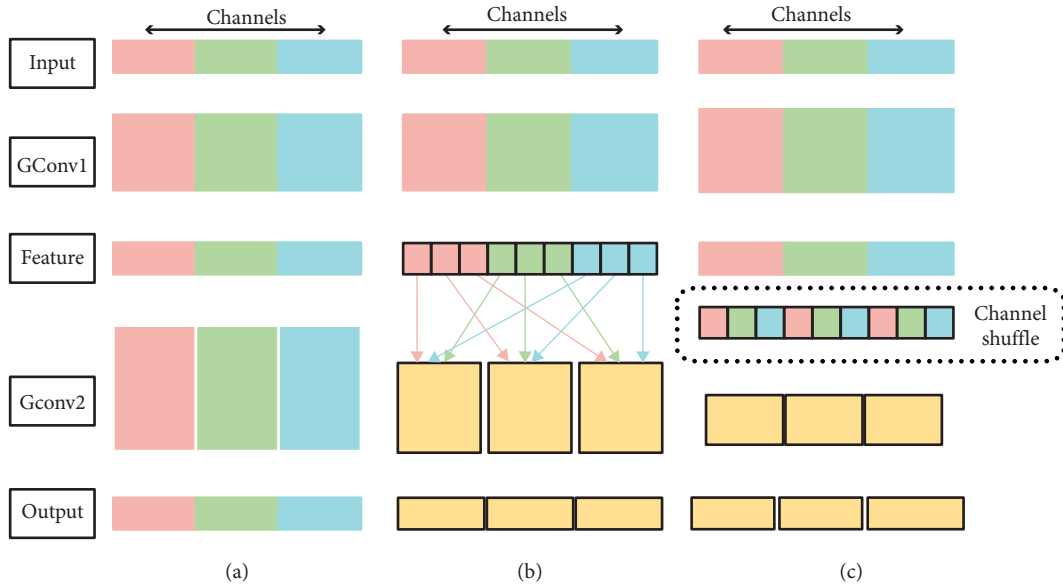 Channels
Channels
Channels
Input
GConv1
Feature
Channel
shuffle
Gconv2
Output
(a)
(b)
(c)